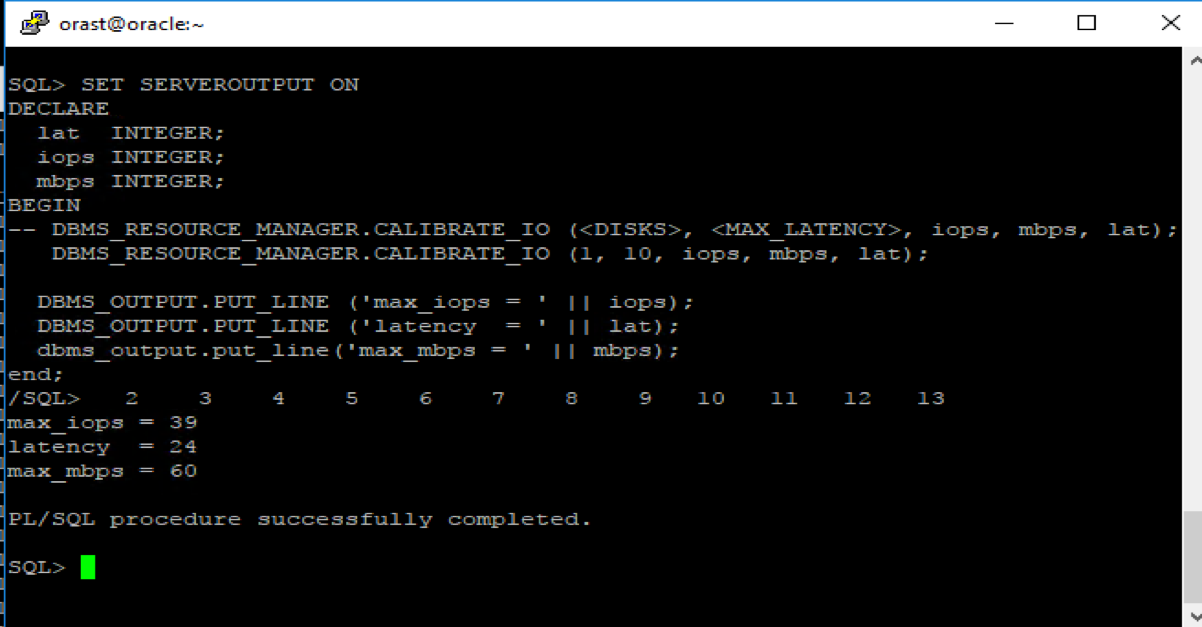 orast@oracle:~
SQL> SET SERVEROUTPUT ON
DECLARE
  lat  INTEGER;
  iops INTEGER;
  mbps INTEGER;
BEGIN
-- DBMS_RESOURCE_MANAGER.CALIBRATE_IO (<DISKS>, <MAX_LATENCY>, iops, mbps, lat);
   DBMS_RESOURCE_MANAGER.CALIBRATE_IO (1, 10, iops, mbps, lat);
  DBMS_OUTPUT.PUT_LINE ('max_iops = ' || iops);
  DBMS_OUTPUT.PUT_LINE ('latency  = ' || lat);
  dbms_output.put_line('max_mbps = ' || mbps);
end;
/SQL>   2    3    4    5    6    7    8    9   10   11   12   13
max_iops = 39
latency  = 24
max_mbps = 60
PL/SQL procedure successfully completed.
SQL>